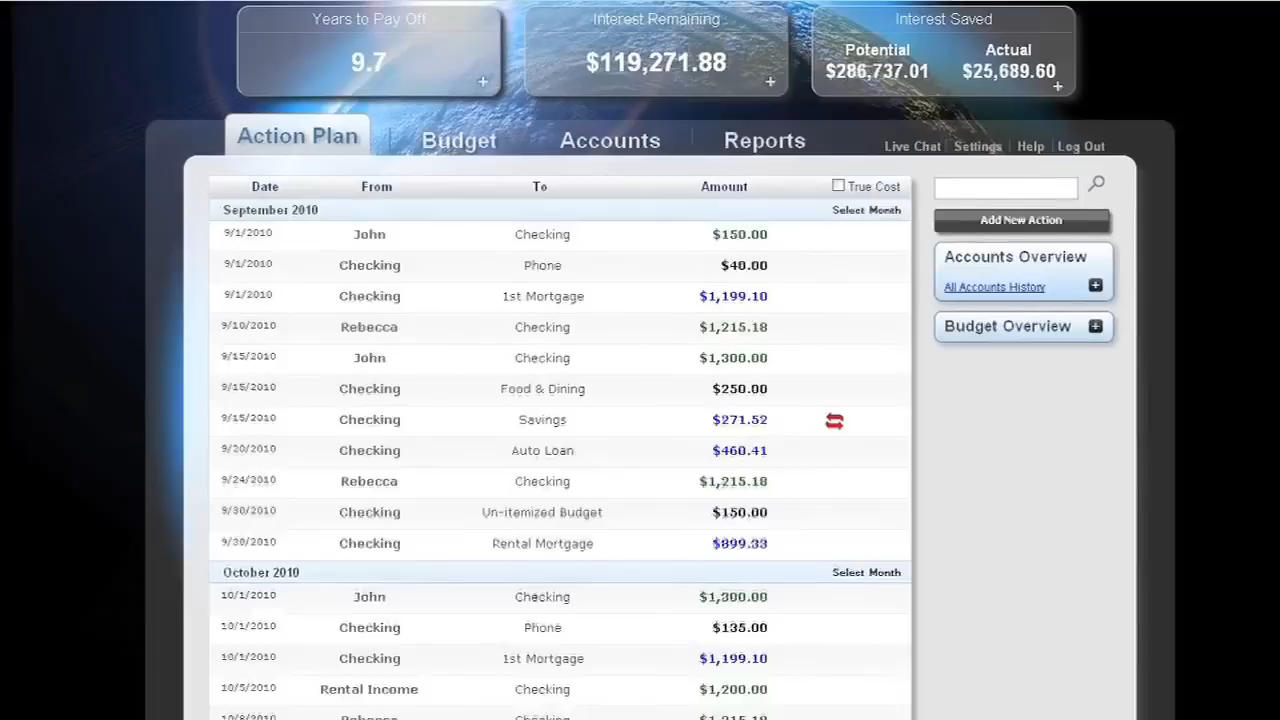 Years to Pay Off
9.7
+
Interest Remaining
$119,271.88
+
Interest Saved
Potential Actual
$286,737.01 $25,689.60
+
Action Plan Budget Accounts Reports
Live Chat Settings Help Log Out
Date From To Amount True Cost
September 2010 Select Month
9/1/2010 John Checking $150.00
9/1/2010 Checking Phone $40.00
9/1/2010 Checking 1st Mortgage $1,199.10
9/10/2010 Rebecca Checking $1,215.18
9/15/2010 John Checking $1,300.00
9/15/2010 Checking Food & Dining $250.00
9/15/2010 Checking Savings $271.52
9/20/2010 Checking Auto Loan $460.41
9/24/2010 Rebecca Checking $1,215.18
9/30/2010 Checking Un-itemized Budget $150.00
9/30/2010 Checking Rental Mortgage $899.33
October 2010 Select Month
10/1/2010 John Checking $1,300.00
10/1/2010 Checking Phone $135.00
10/1/2010 Checking 1st Mortgage $1,199.10
10/5/2010 Rental Income Checking $1,200.00
10/8/2010 Rebecca Checking $1,215.18
Add New Action
Accounts Overview
All Accounts History +
Budget Overview +